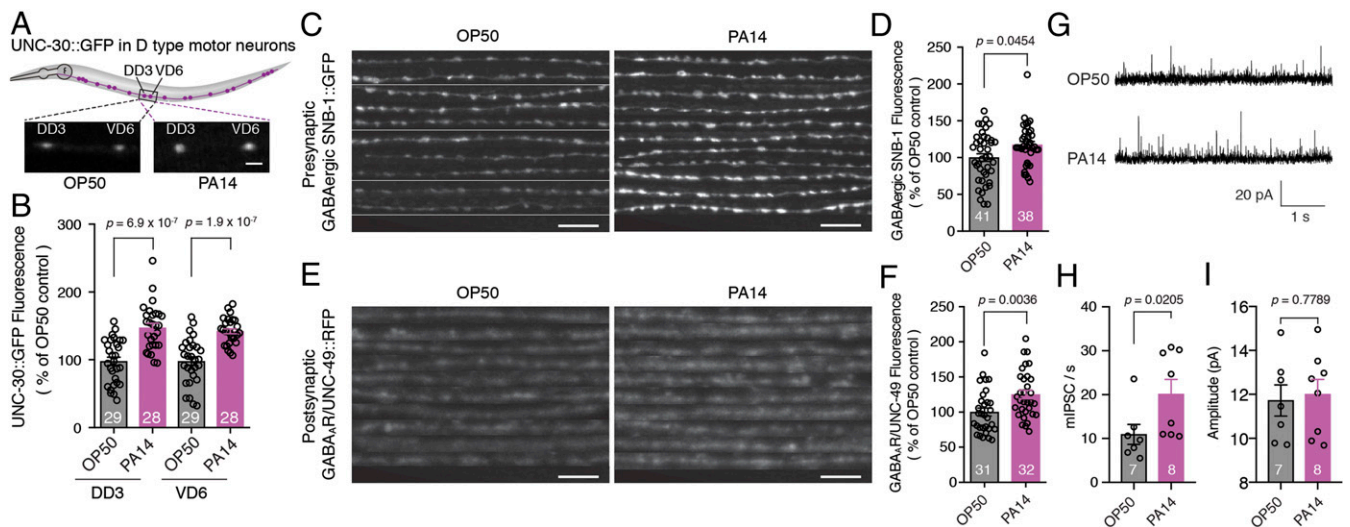 A
UNC-30::GFP in D type motor neurons
DD3 VD6
DD3 VD6 DD3 VD6
OP50 PA14
B
UNC-30::GFP Fluorescence
( % of OP50 control )
300
200
100
0
p = 6.9 x 10-7 p = 1.9 x 10-7
29 28 29 28
OP50 PA14 OP50 PA14
DD3 VD6
C
OP50 PA14
Presynaptic
GABAergic SNB-1::GFP
D
GABAergic SNB-1 Fluorescence
( % of OP50 control )
250
200
150
100
50
0
p = 0.0454
41 38
OP50 PA14
E
OP50 PA14
Postsynaptic
GABAAR/UNC-49::RFP
F
GABAAR/UNC-49 Fluorescence
( % of OP50 control )
250
200
150
100
50
0
p = 0.0036
31 32
OP50 PA14
G
OP50
PA14
20 pA
1 s
H
mIPSC / s
40
30
20
10
0
p = 0.0205
7 8
OP50 PA14
I
Amplitude (pA)
16
14
12
10
8
p = 0.7789
7 8
OP50 PA14